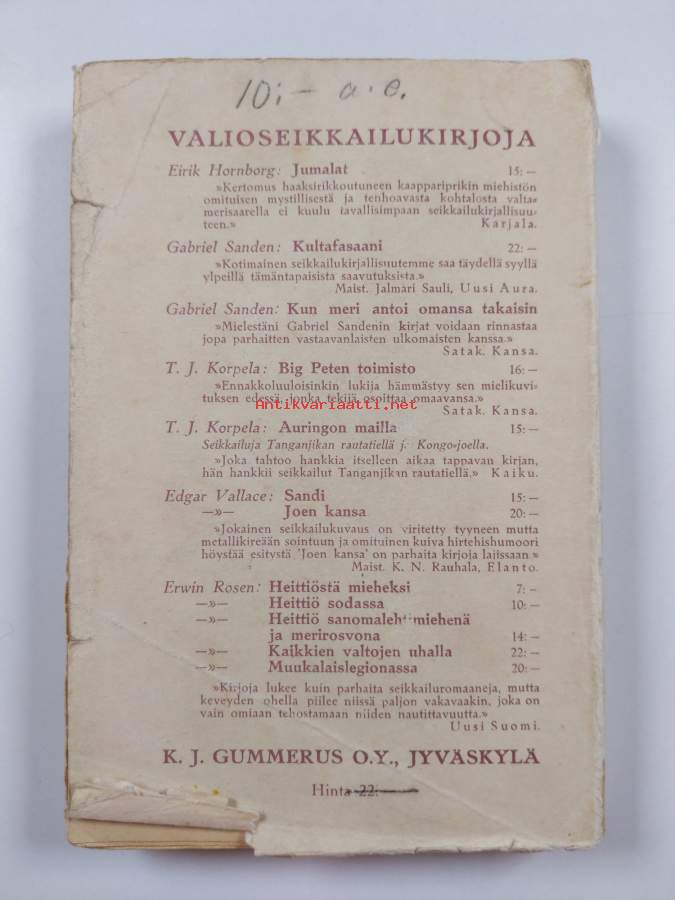 10:- a.e.
VALIOSEIKKAILUKIRJOJA
Eirik Hornborg: Jumalat 15:—
»Kertomus haaksirikkoutuneen kaappariprikin miehistön
omituisen mystillisestä ja tenhoavasta kohtalosta valta-
merisaarella ei kuulu tavallisimpaan seikkailukirjallisuu-
teen.» Karjala.
Gabriel Sanden: Kultafasaani 22:—
»Kotimainen seikkailukirjallisuutemme saa täydellä syyllä
ylpeillä tämäntapaisista saavutuksista.»
Maist. Jalmari Sauli, Uusi Aura.
Gabriel Sanden: Kun meri antoi omansa takaisin
»Mielestäni Gabriel Sandenin kirjat voidaan rinnastaa
jopa parhaitten vastaavanlaisten ulkomaisten kanssa.»
Satak. Kansa.
T. J. Korpela: Big Peten toimisto 16:—
»Ennakkoluuloisinkin lukija hämmästyy sen mielikuvi-
tuksen edessä, jonka tekijä osoittaa omaavansa.»
Antikvariaatti.net
Satak. Kansa.
T. J. Korpela: Auringon mailla 15:—
Seikkailuja Tanganjikan rautatiellä j. Kongo-joella.
»Joka tahtoo hankkia itselleen aikaa tappavan kirjan,
hän hankkii seikkailut Tanganjikan rautatiellä.» Kaiku.
Edgar Vallace: Sandi 15:—
—»— Joen kansa 20:—
»Jokainen seikkailukuvaus on viritetty tyyneen mutta
metallikireään sointuun ja omituinen kuiva hirtehishumoori
höystää esitystä 'Joen kansa' on parhaita kirjoja lajissaan.»
Maist. K. N. Rauhala, Elanto.
Erwin Rosen: Heittiöstä mieheksi 7:—
—»— Heittiö sodassa 10:—
—»— Heittiö sanomalehtimiehenä
ja merirosvona 14:—
—»— Kaikkien valtojen uhalla 22:—
—»— Muukalaislegionassa 20:—
»Kirjoja lukee kuin parhaita seikkailuromaaneja, mutta
keveyden ohella piilee niissä paljon vakavaakin, joka on
vain omiaan tehostamaan niiden nautittavuutta.»
Uusi Suomi.
K. J. GUMMERUS O.Y., JYVÄSKYLÄ
Hinta 22:—